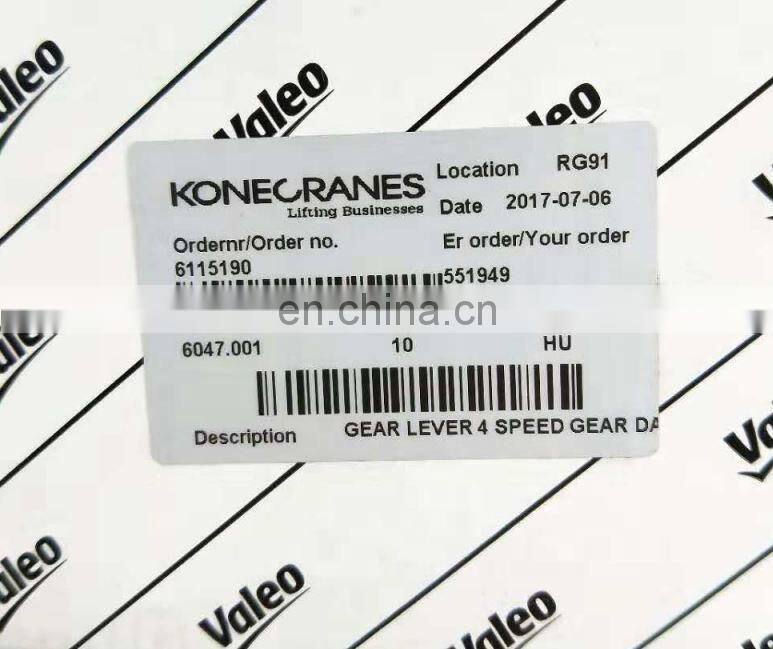 Valeo
Valeo
Valeo
KONECRANES
Lifting Businesses
Location RG91
Date 2017-07-06
Ordernr/Order no.
6115190
Er order/Your order
551949
en.china.cn
Valeo
6047.001 10 HU
Description GEAR LEVER 4 SPEED GEAR DA
Valeo
Valeo
Valeo
Valeo